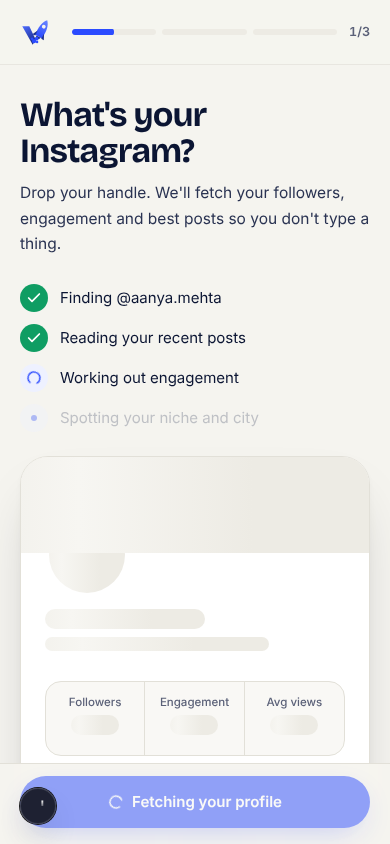 1/3
What's your
Instagram?
Drop your handle. We'll fetch your followers,
engagement and best posts so you don't type a
thing.
Finding @aanya.mehta
Reading your recent posts
Working out engagement
Spotting your niche and city
Followers Engagement Avg views
Fetching your profile